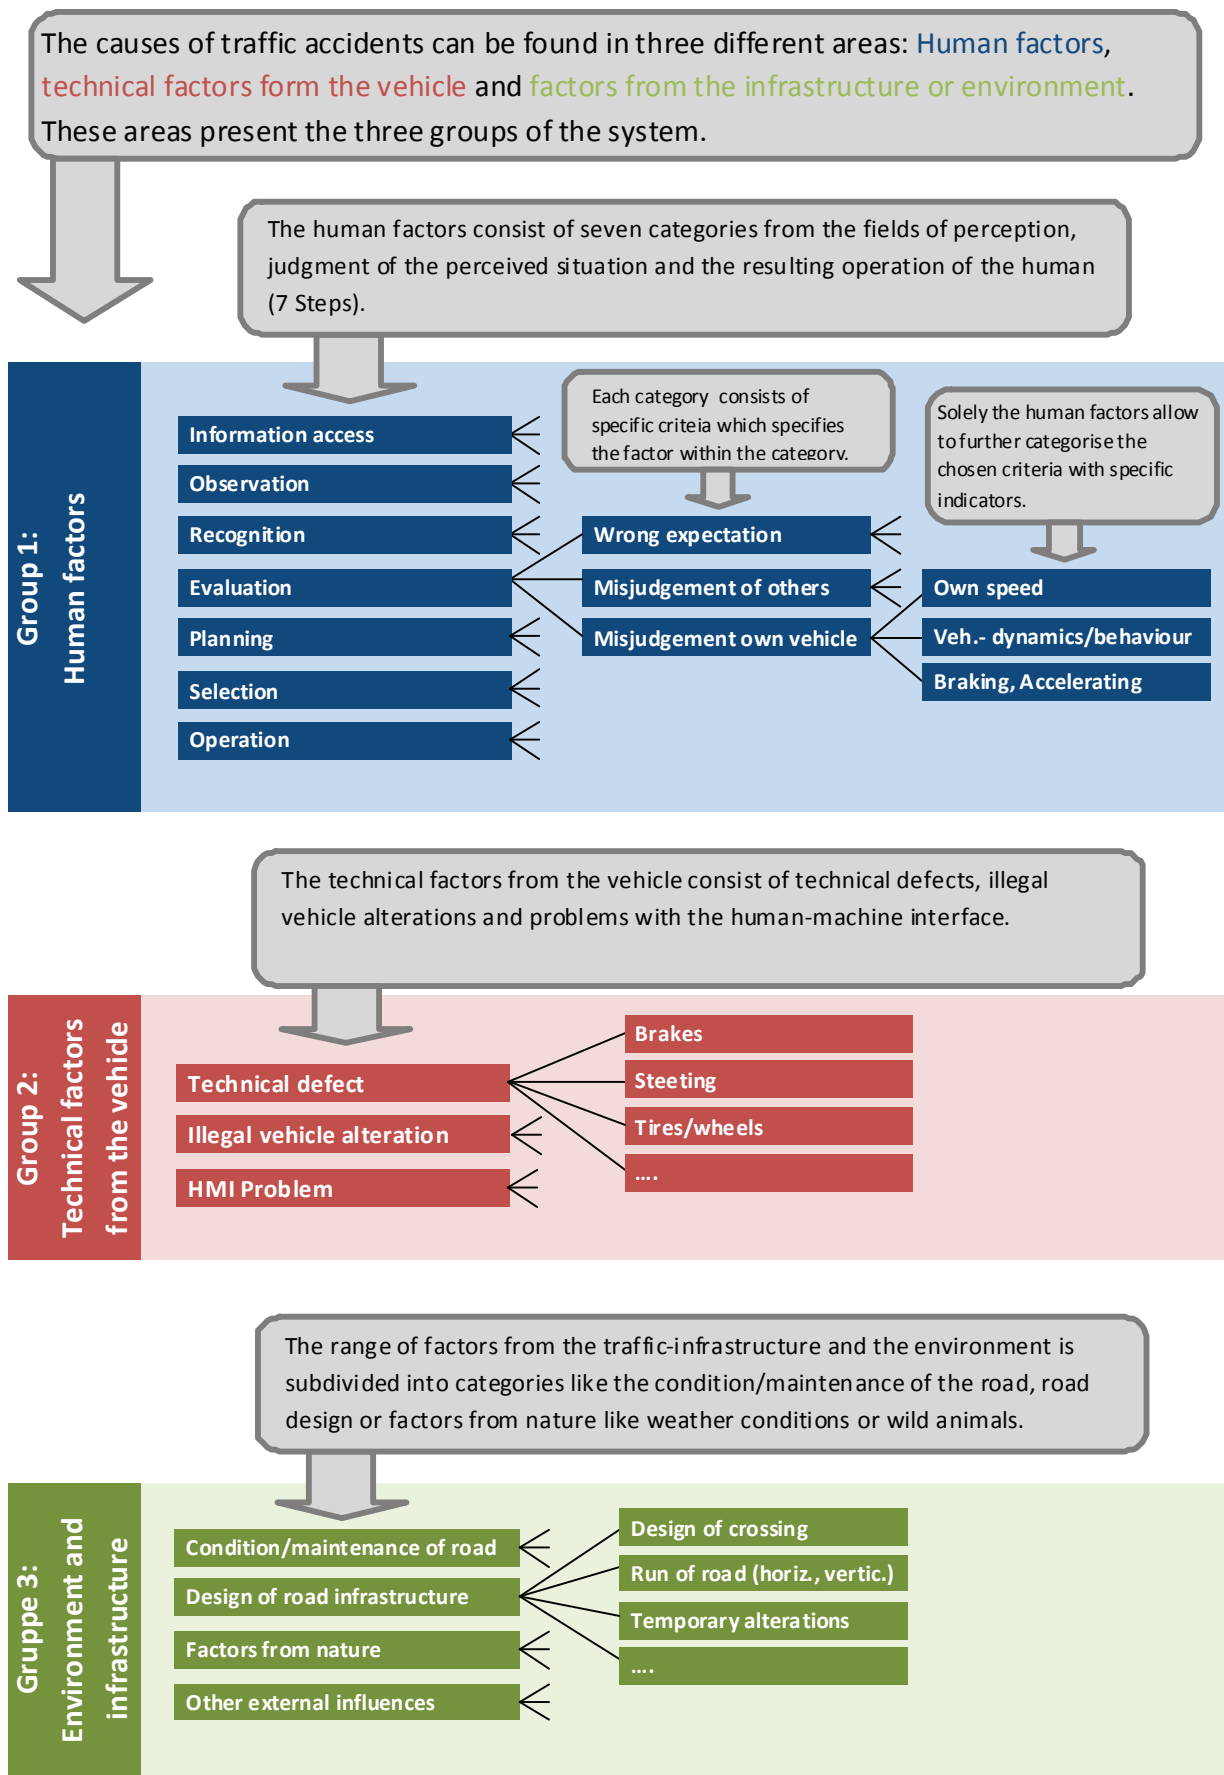 The causes of traffic accidents can be found in three different areas: Human factors,
technical factors form the vehicle and factors from the infrastructure or environment.
These areas present the three groups of the system.
The human factors consist of seven categories from the fields of perception,
judgment of the perceived situation and the resulting operation of the human
(7 Steps).
Group 1:
Human factors
Each category consists of
specific criteia which specifies
the factor within the category.
Solely the human factors allow
to further categorise the
chosen criteria with specific
indicators.
Information access
Observation
Recognition
Evaluation
Planning
Selection
Operation
Wrong expectation
Misjudgement of others
Misjudgement own vehicle
Own speed
Veh.- dynamics/behaviour
Braking, Accelerating
The technical factors from the vehicle consist of technical defects, illegal
vehicle alterations and problems with the human-machine interface.
Group 2:
Technical factors
from the vehicle
Technical defect
Illegal vehicle alteration
HMI Problem
Brakes
Steeting
Tires/wheels
....
The range of factors from the traffic-infrastructure and the environment is
subdivided into categories like the condition/maintenance of the road, road
design or factors from nature like weather conditions or wild animals.
Gruppe 3:
Environment and
infrastructure
Condition/maintenance of road
Design of road infrastructure
Factors from nature
Other external influences
Design of crossing
Run of road (horiz., vertic.)
Temporary alterations
....